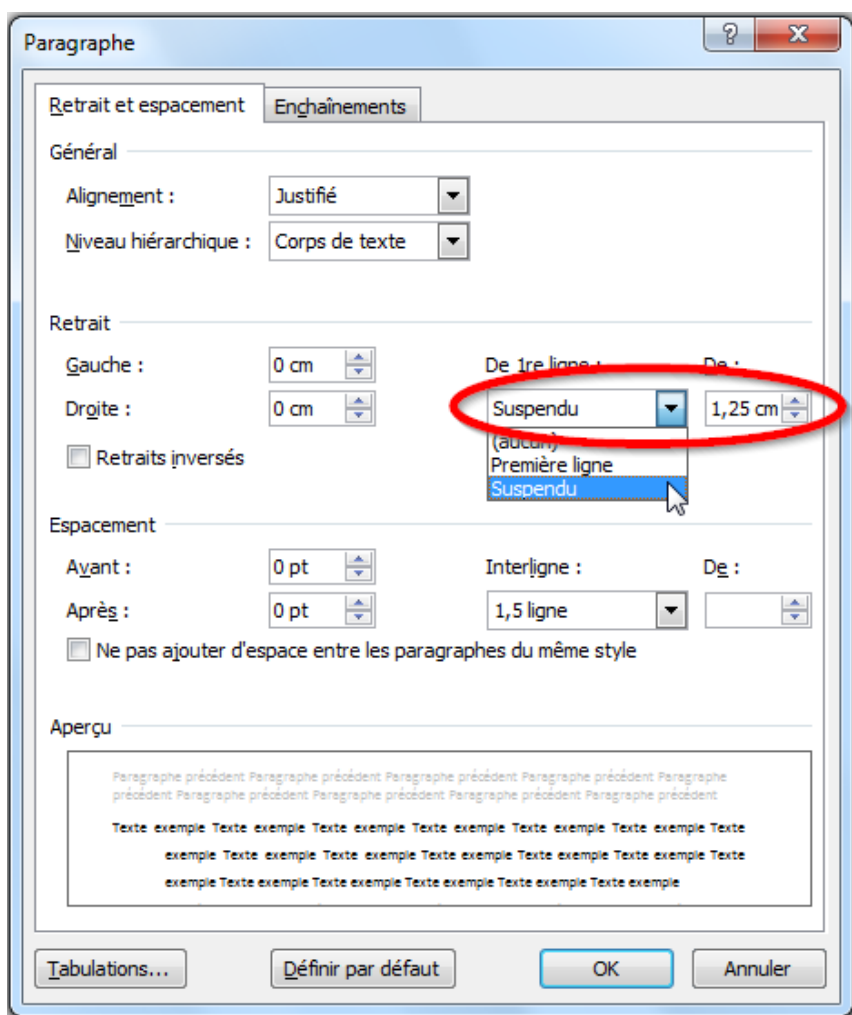 Paragraphe
Retrait et espacement Enchaînements
Général
Alignement : Justifié
Niveau hiérarchique : Corps de texte
Retrait
Gauche : 0 cm De 1re ligne : De :
Droite : 0 cm Suspendu 1,25 cm
(aucun)
Retraits inversés Première ligne
Suspendu
Espacement
Avant : 0 pt Interligne : De :
Après : 0 pt 1,5 ligne
Ne pas ajouter d'espace entre les paragraphes du même style
Aperçu
Paragraphe précédent Paragraphe précédent Paragraphe précédent Paragraphe précédent Paragraphe
précédent Paragraphe précédent Paragraphe précédent Paragraphe précédent Paragraphe précédent
Texte exemple Texte exemple Texte exemple Texte exemple Texte exemple Texte exemple Texte
exemple Texte exemple Texte exemple Texte exemple Texte exemple Texte exemple Texte
exemple Texte exemple Texte exemple Texte exemple Texte exemple Texte exemple
Tabulations... Définir par défaut OK Annuler